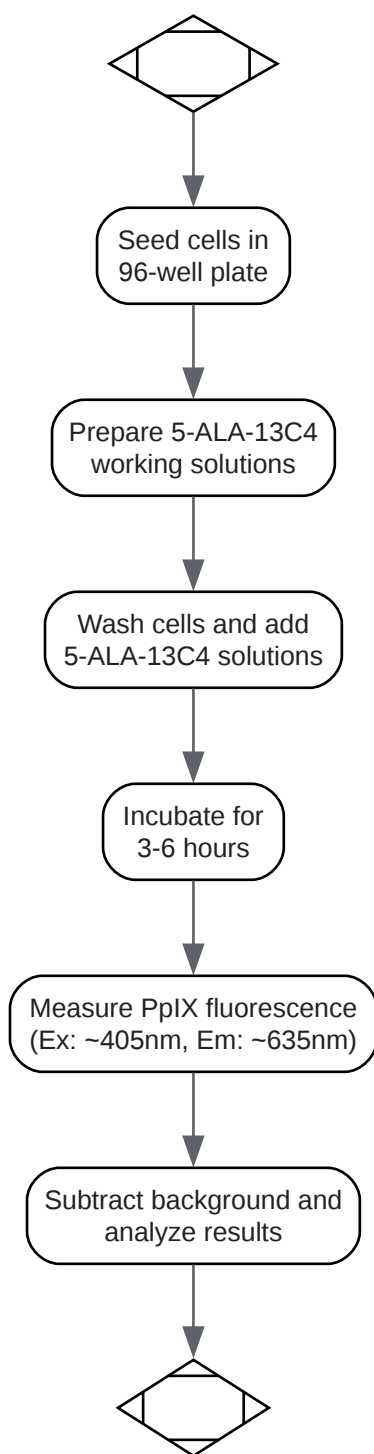 Seed cells in
96-well plate
Prepare 5-ALA-13C4
working solutions
Wash cells and add
5-ALA-13C4 solutions
Incubate for
3-6 hours
Measure PpIX fluorescence
(Ex: ~405nm, Em: ~635nm)
Subtract background and
analyze results